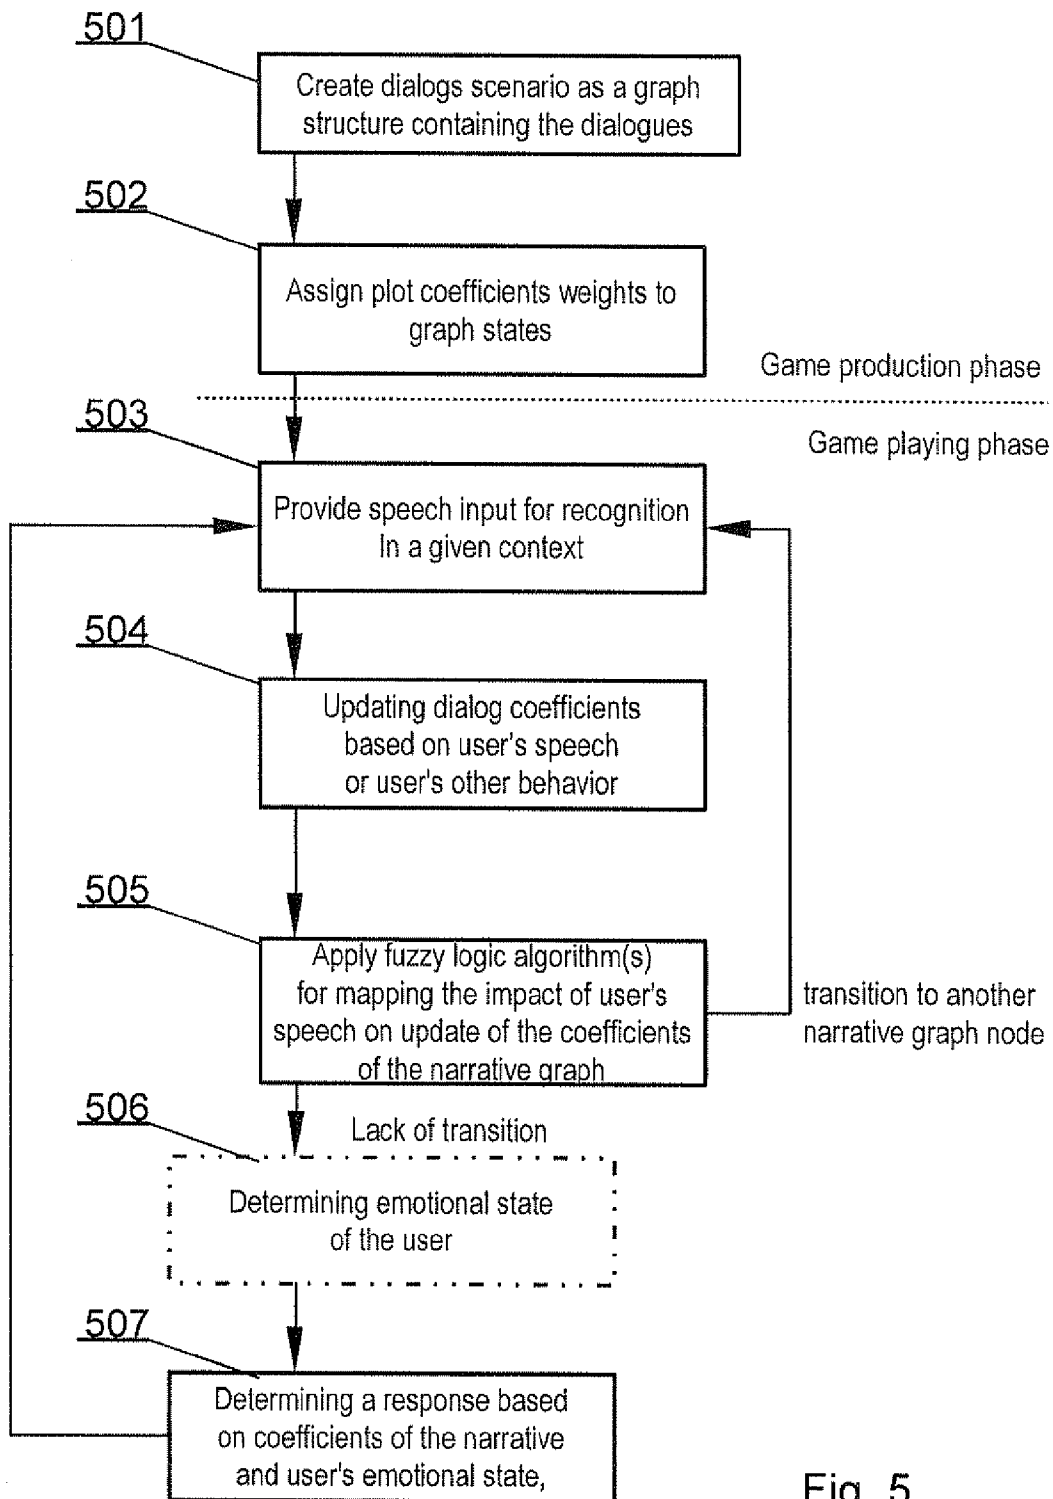 501
Create dialogs scenario as a graph
structure containing the dialogues
502
Assign plot coefficients weights to
graph states
Game production phase
503
Game playing phase
Provide speech input for recognition
In a given context
504
Updating dialog coefficients
based on user's speech
or user's other behavior
505
Apply fuzzy logic algorithm(s)
for mapping the impact of user's
speech on update of the coefficients
of the narrative graph
transition to another
narrative graph node
506
Lack of transition
Determining emotional state
of the user
507
Determining a response based
on coefficients of the narrative
and user's emotional state,
Fig. 5